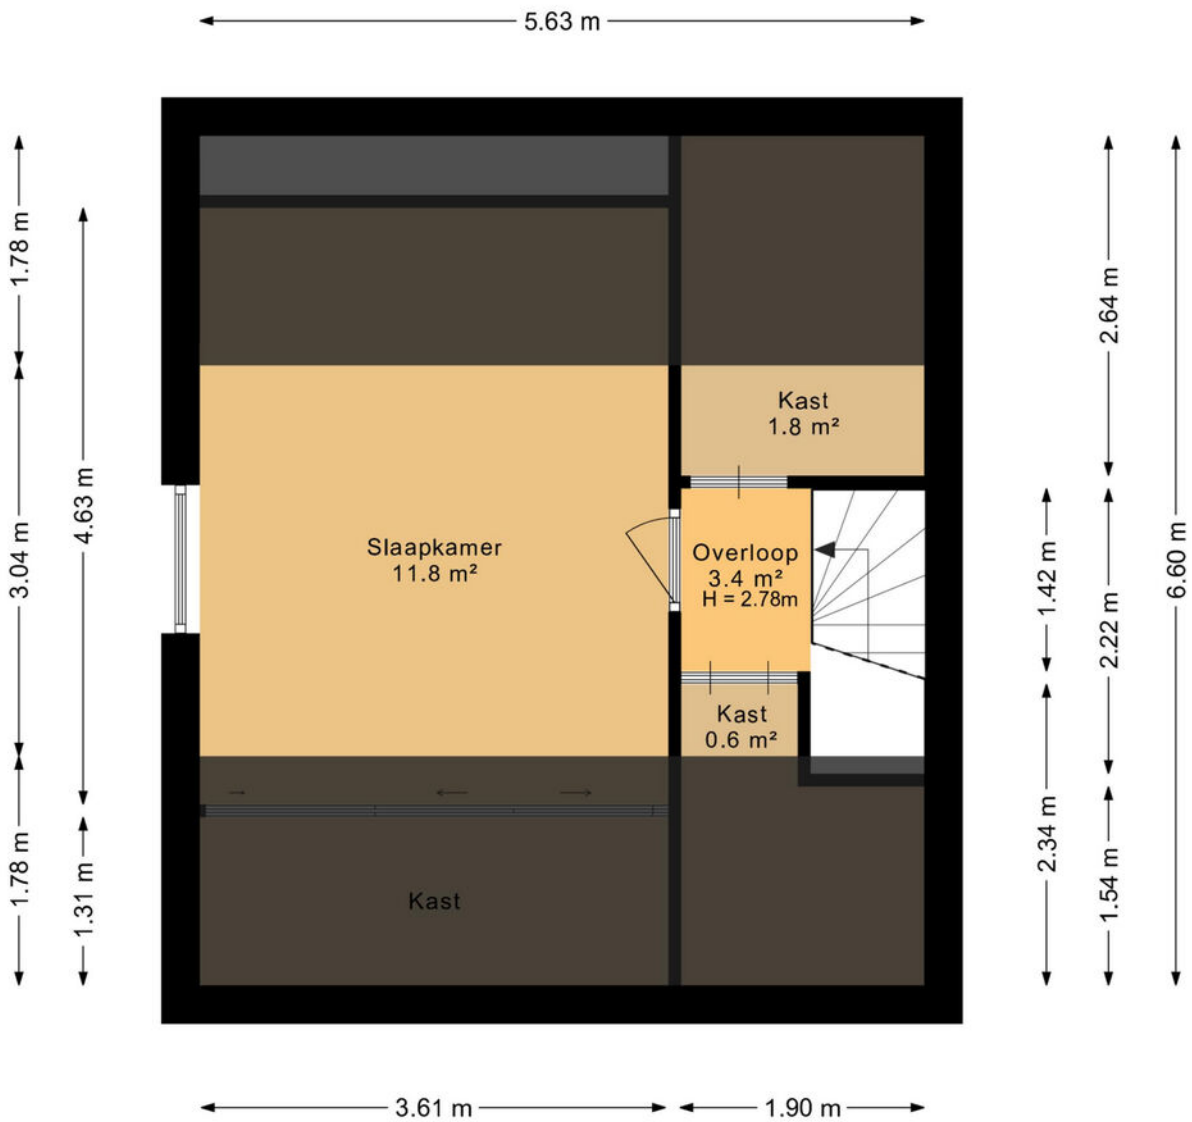 5.63 m
1.78 m
3.04 m
1.78 m
4.63 m
1.31 m
Kast
1.8 m²
Slaapkamer
11.8 m²
Overloop
3.4 m²
H = 2.78m
Kast
0.6 m²
Kast
1.42 m
2.34 m
2.64 m
2.22 m
1.54 m
6.60 m
3.61 m
1.90 m